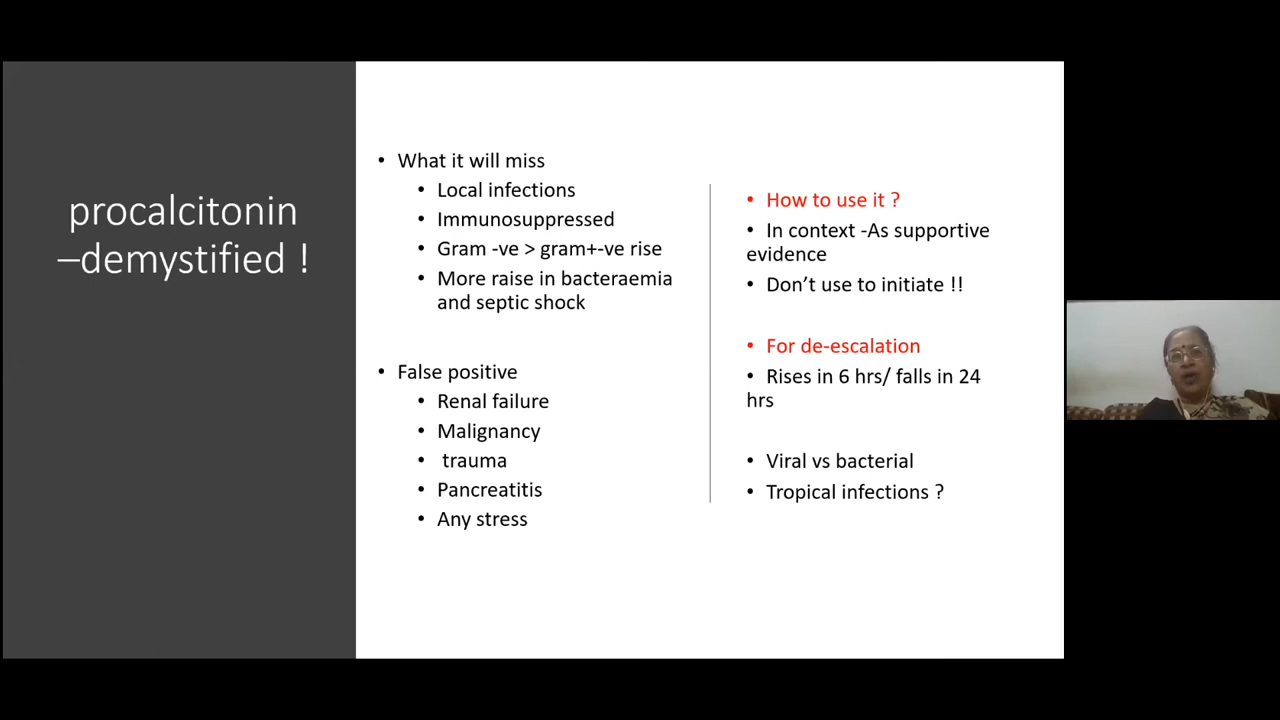 procalcitonin
–demystified !
• What it will miss
• Local infections
• Immunosuppressed
• Gram -ve > gram+-ve rise
• More raise in bacteraemia
and septic shock
• False positive
• Renal failure
• Malignancy
• trauma
• Pancreatitis
• Any stress
• How to use it ?
• In context -As supportive
evidence
• Don’t use to initiate !!
• For de-escalation
• Rises in 6 hrs/ falls in 24
hrs
• Viral vs bacterial
• Tropical infections ?